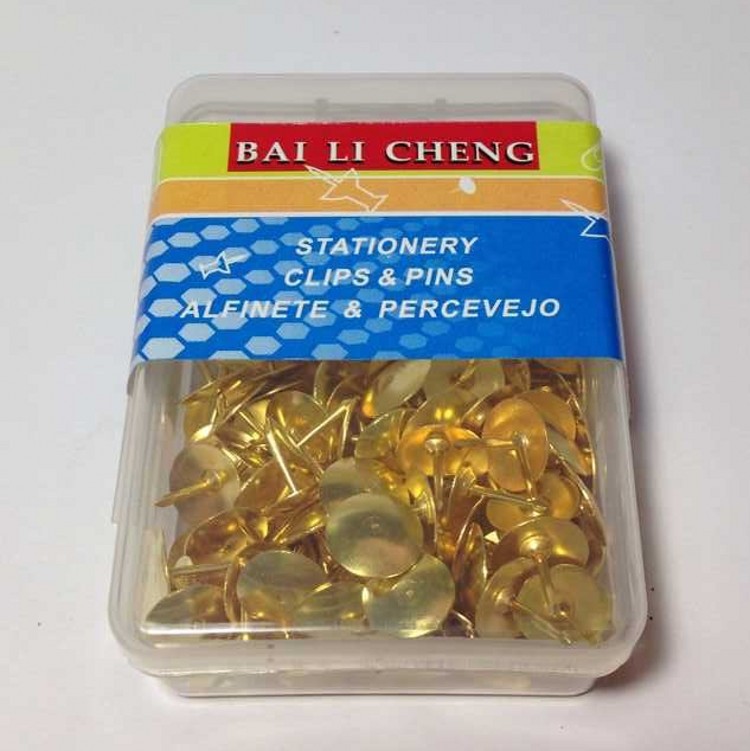 BAI LI CHENG
STATIONERY
CLIPS & PINS
ALFINETE & PERCEVEJO